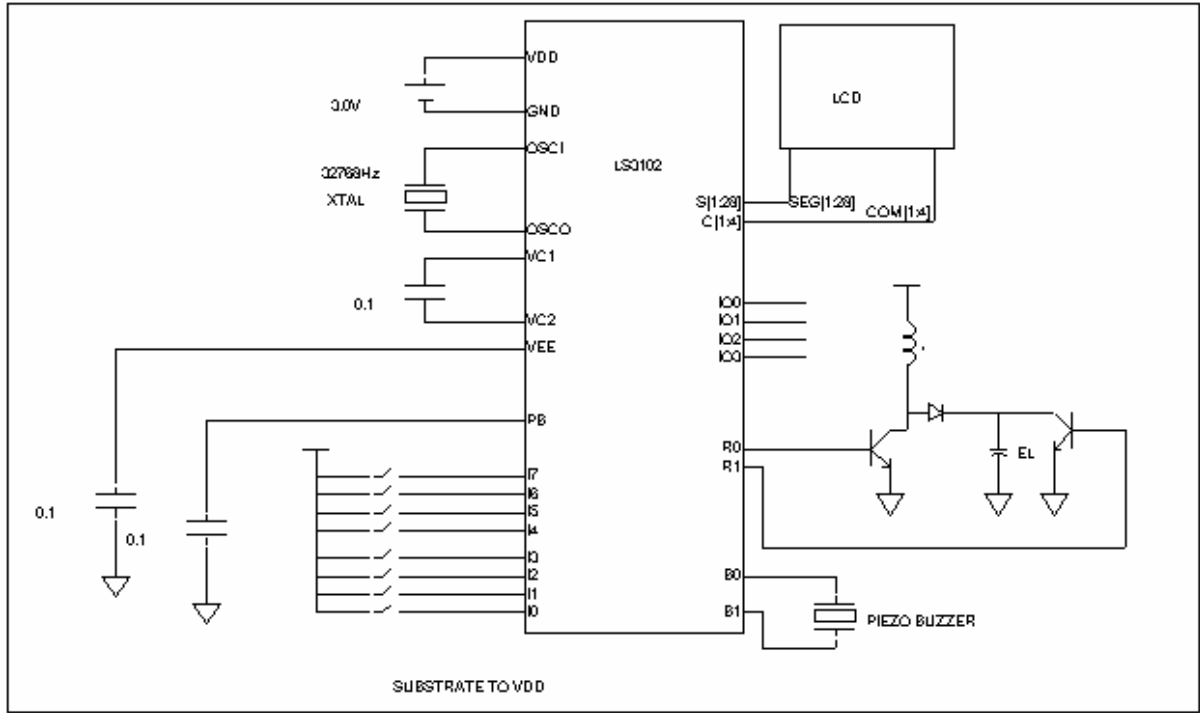 VDD
3.0V
GND
OSCI
32768Hz
XTAL
OSCO
VC1
0.1
VC2
VEE
PB
I7
I6
I5
I4
I3
I2
I1
I0
0.1
0.1
SUBSTRATE TO VDD
LS3102
LCD
S[1:28]
SEG[1:28]
C[1:4]
COM[1:4]
IO0
IO1
IO2
IO3
R0
R1
EL
B0
B1
PIEZO BUZZER